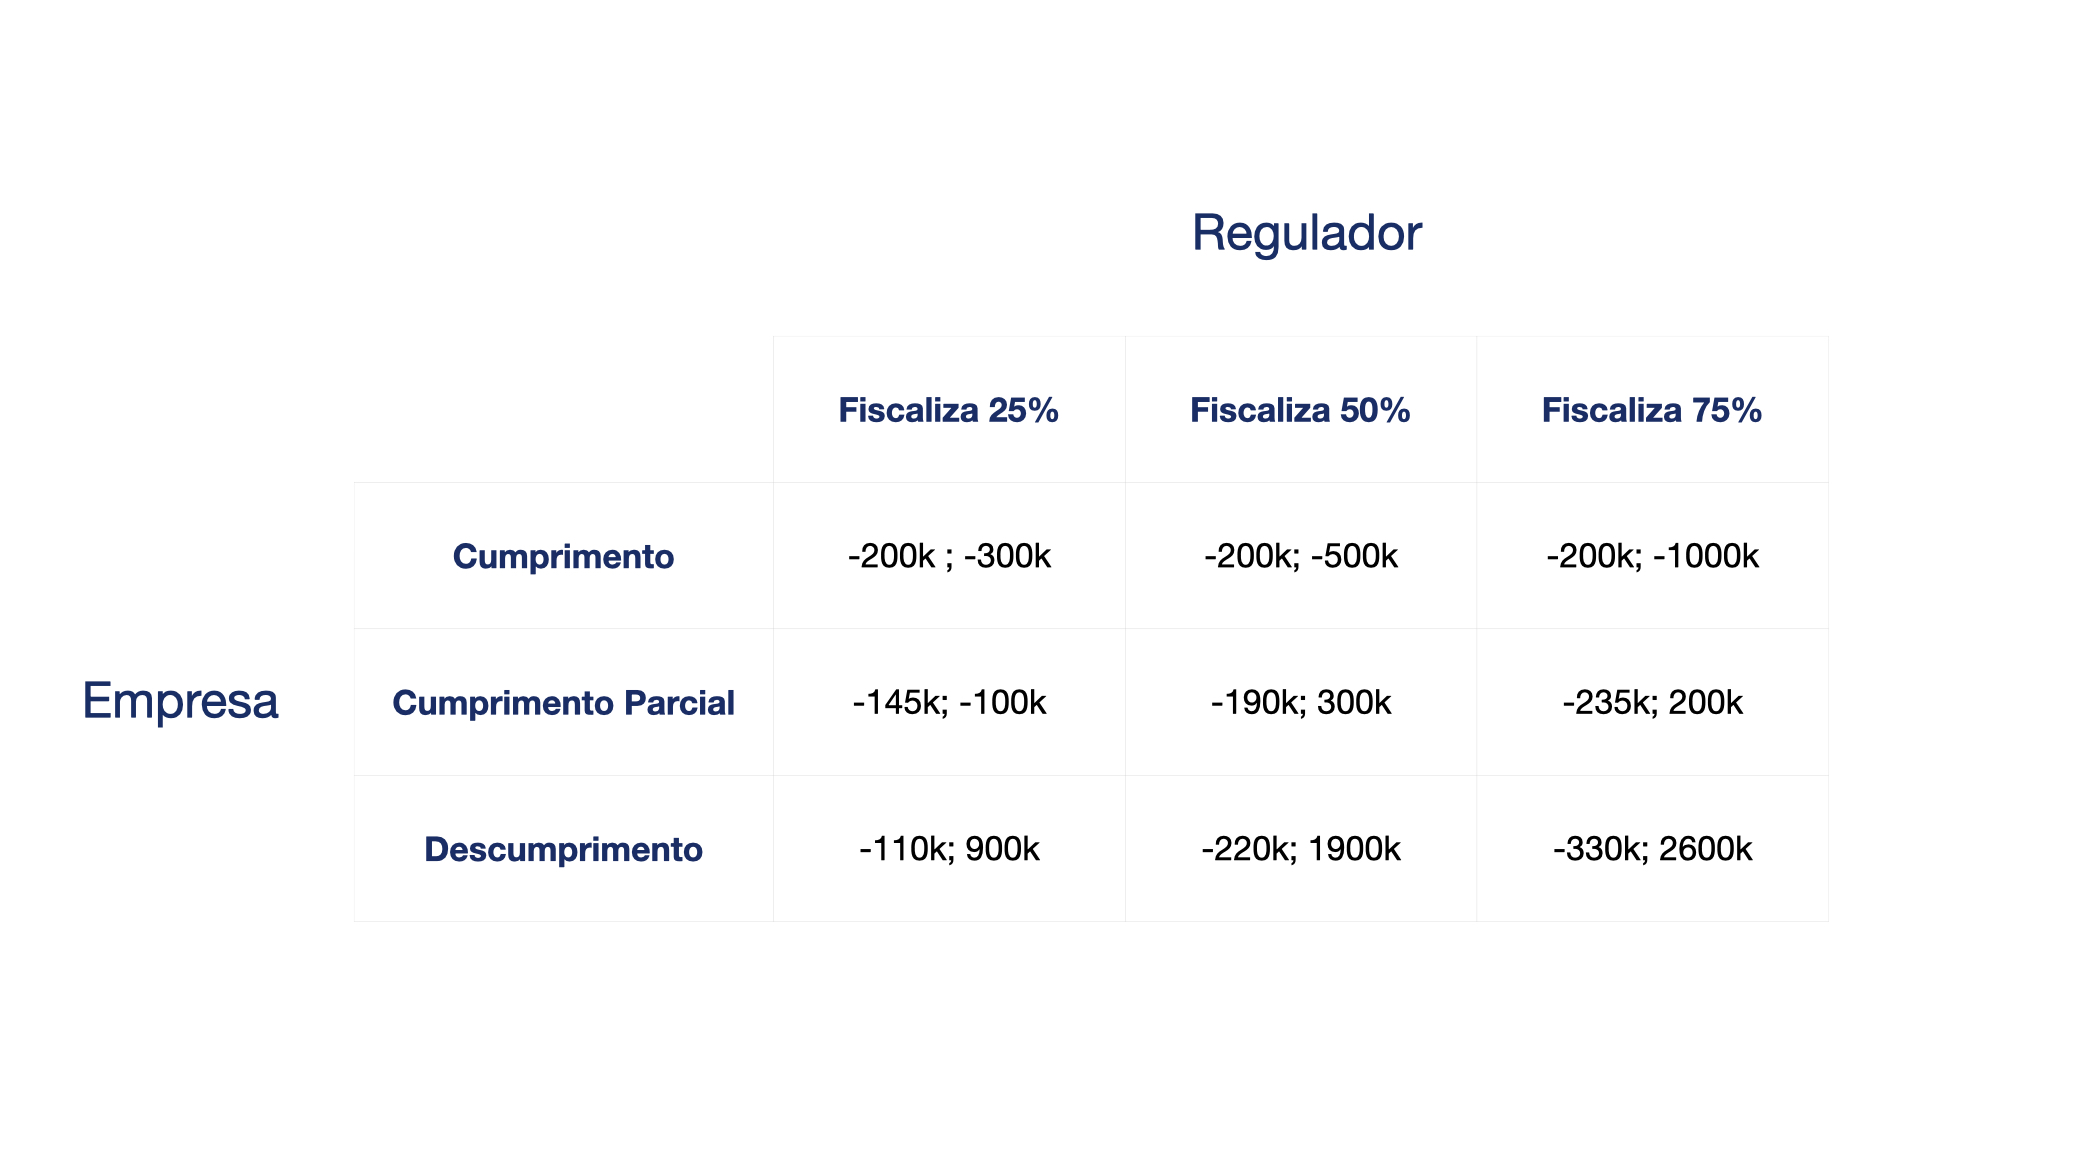 Regulador
Fiscaliza 25% Fiscaliza 50% Fiscaliza 75%
Cumprimento -200k ; -300k -200k; -500k -200k; -1000k
Empresa Cumprimento Parcial -145k; -100k -190k; 300k -235k; 200k
Descumprimento -110k; 900k -220k; 1900k -330k; 2600k